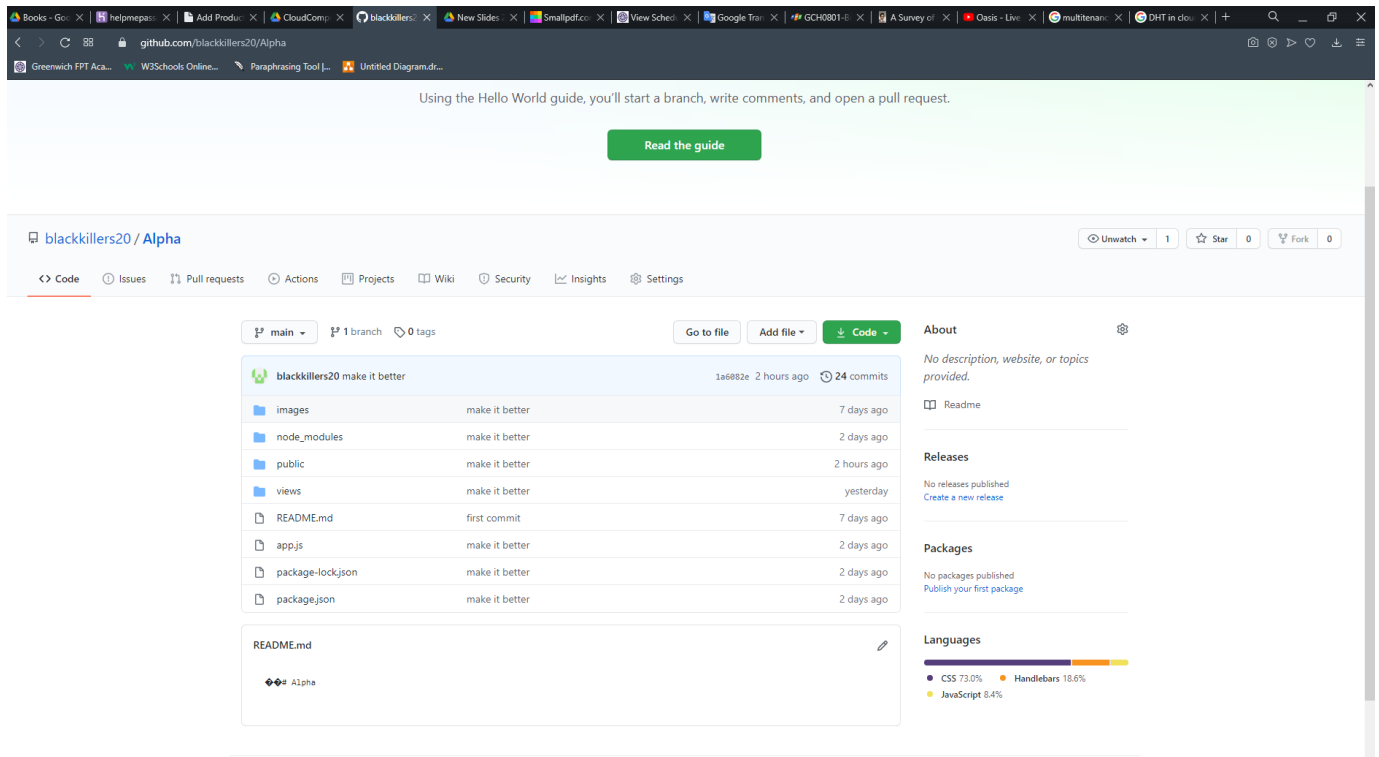 Books - Goo
helpmepass
Add Produc
CloudComp
blackkillers2
New Slides
Smallpdf.co
View Sched
Google Tran
GCH0801-B
A Survey of
Oasis - Live
multitenanc
DHT in clou
github.com/blackkillers20/Alpha
Greenwich FPT Aca... W3Schools Online... Paraphrasing Tool |... Untitled Diagram.dr...
Using the Hello World guide, you'll start a branch, write comments, and open a pull request.
Read the guide
blackkillers20 / Alpha
Unwatch 1 Star 0 Fork 0
<> Code Issues Pull requests Actions Projects Wiki Security Insights Settings
main 1 branch 0 tags Go to file Add file Code
blackkillers20 make it better 1a6082e 2 hours ago 24 commits
images make it better 7 days ago
node_modules make it better 2 days ago
public make it better 2 hours ago
views make it better yesterday
README.md first commit 7 days ago
app.js make it better 2 days ago
package-lock.json make it better 2 days ago
package.json make it better 2 days ago
README.md
��# Alpha
About
No description, website, or topics
provided.
Readme
Releases
No releases published
Create a new release
Packages
No packages published
Publish your first package
Languages
CSS 73.0% Handlebars 18.6%
JavaScript 8.4%